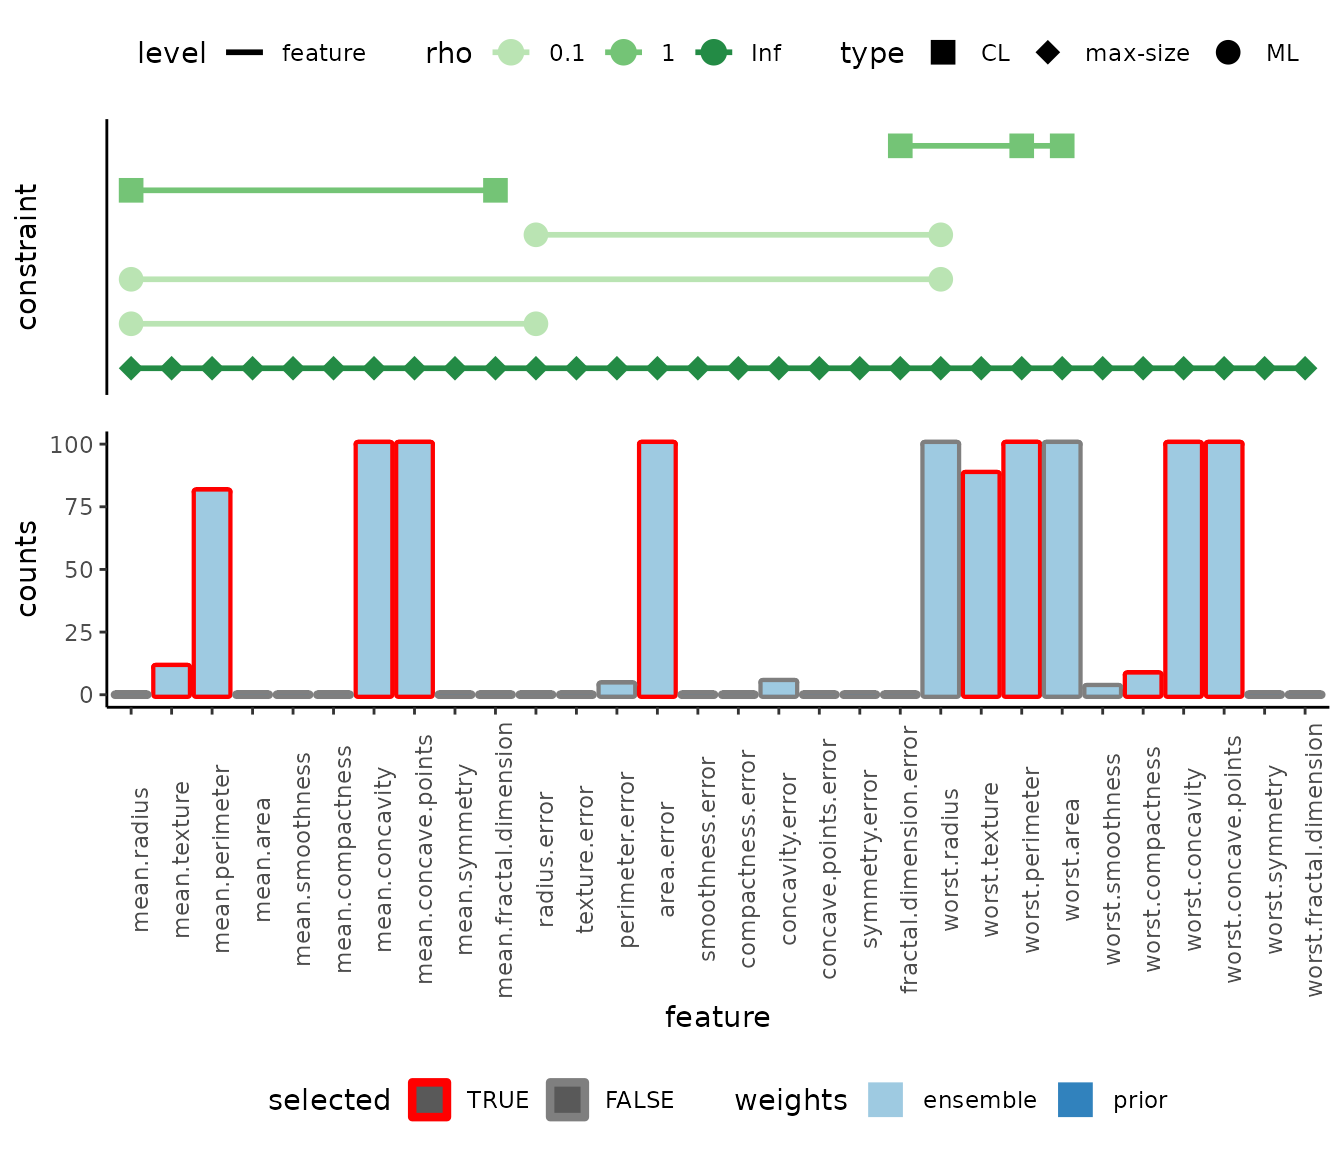 level feature rho 0.1 1 Inf type CL max-size ML
constraint
counts
100
75
50
25
0
mean.radius
mean.texture
mean.perimeter
mean.area
mean.smoothness
mean.compactness
mean.concavity
mean.concave.points
mean.symmetry
mean.fractal.dimension
radius.error
texture.error
perimeter.error
area.error
smoothness.error
compactness.error
concavity.error
concave.points.error
symmetry.error
fractal.dimension.error
worst.radius
worst.texture
worst.perimeter
worst.area
worst.smoothness
worst.compactness
worst.concavity
worst.concave.points
worst.symmetry
worst.fractal.dimension
feature
selected TRUE FALSE weights ensemble prior